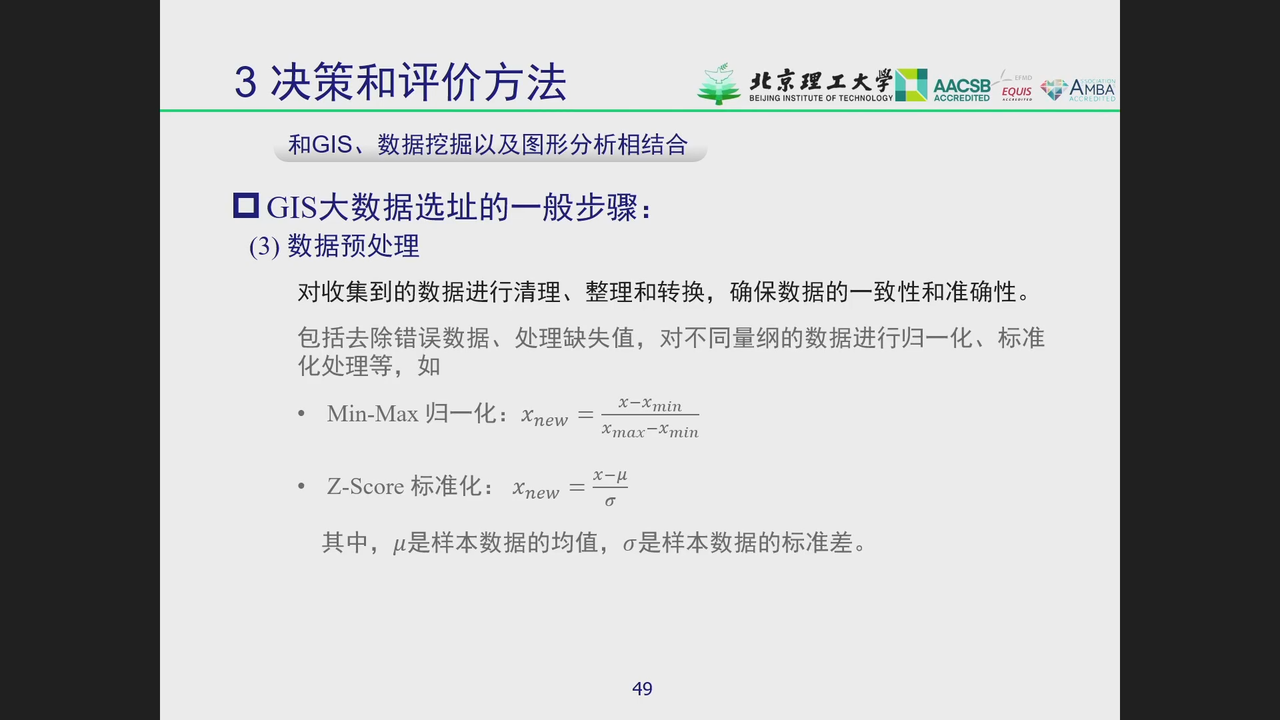 3 决策和评价方法
北京理工大学
BEIJING INSTITUTE OF TECHNOLOGY
AACSB
ACCREDITED
EFMD
EQUIS
ACCREDITED
ASSOCIATION
AMBA
ACCREDITED
和GIS、数据挖掘以及图形分析相结合
GIS大数据选址的一般步骤：
(3) 数据预处理
对收集到的数据进行清理、整理和转换，确保数据的一致性和准确性。
包括去除错误数据、处理缺失值，对不同量纲的数据进行归一化、标准
化处理等，如
• Min-Max 归一化：x_{new} = \frac{x-x_{min}}{x_{max}-x_{min}}
• Z-Score 标准化： x_{new} = \frac{x-μ}{σ}
其中，μ是样本数据的均值，σ是样本数据的标准差。
49